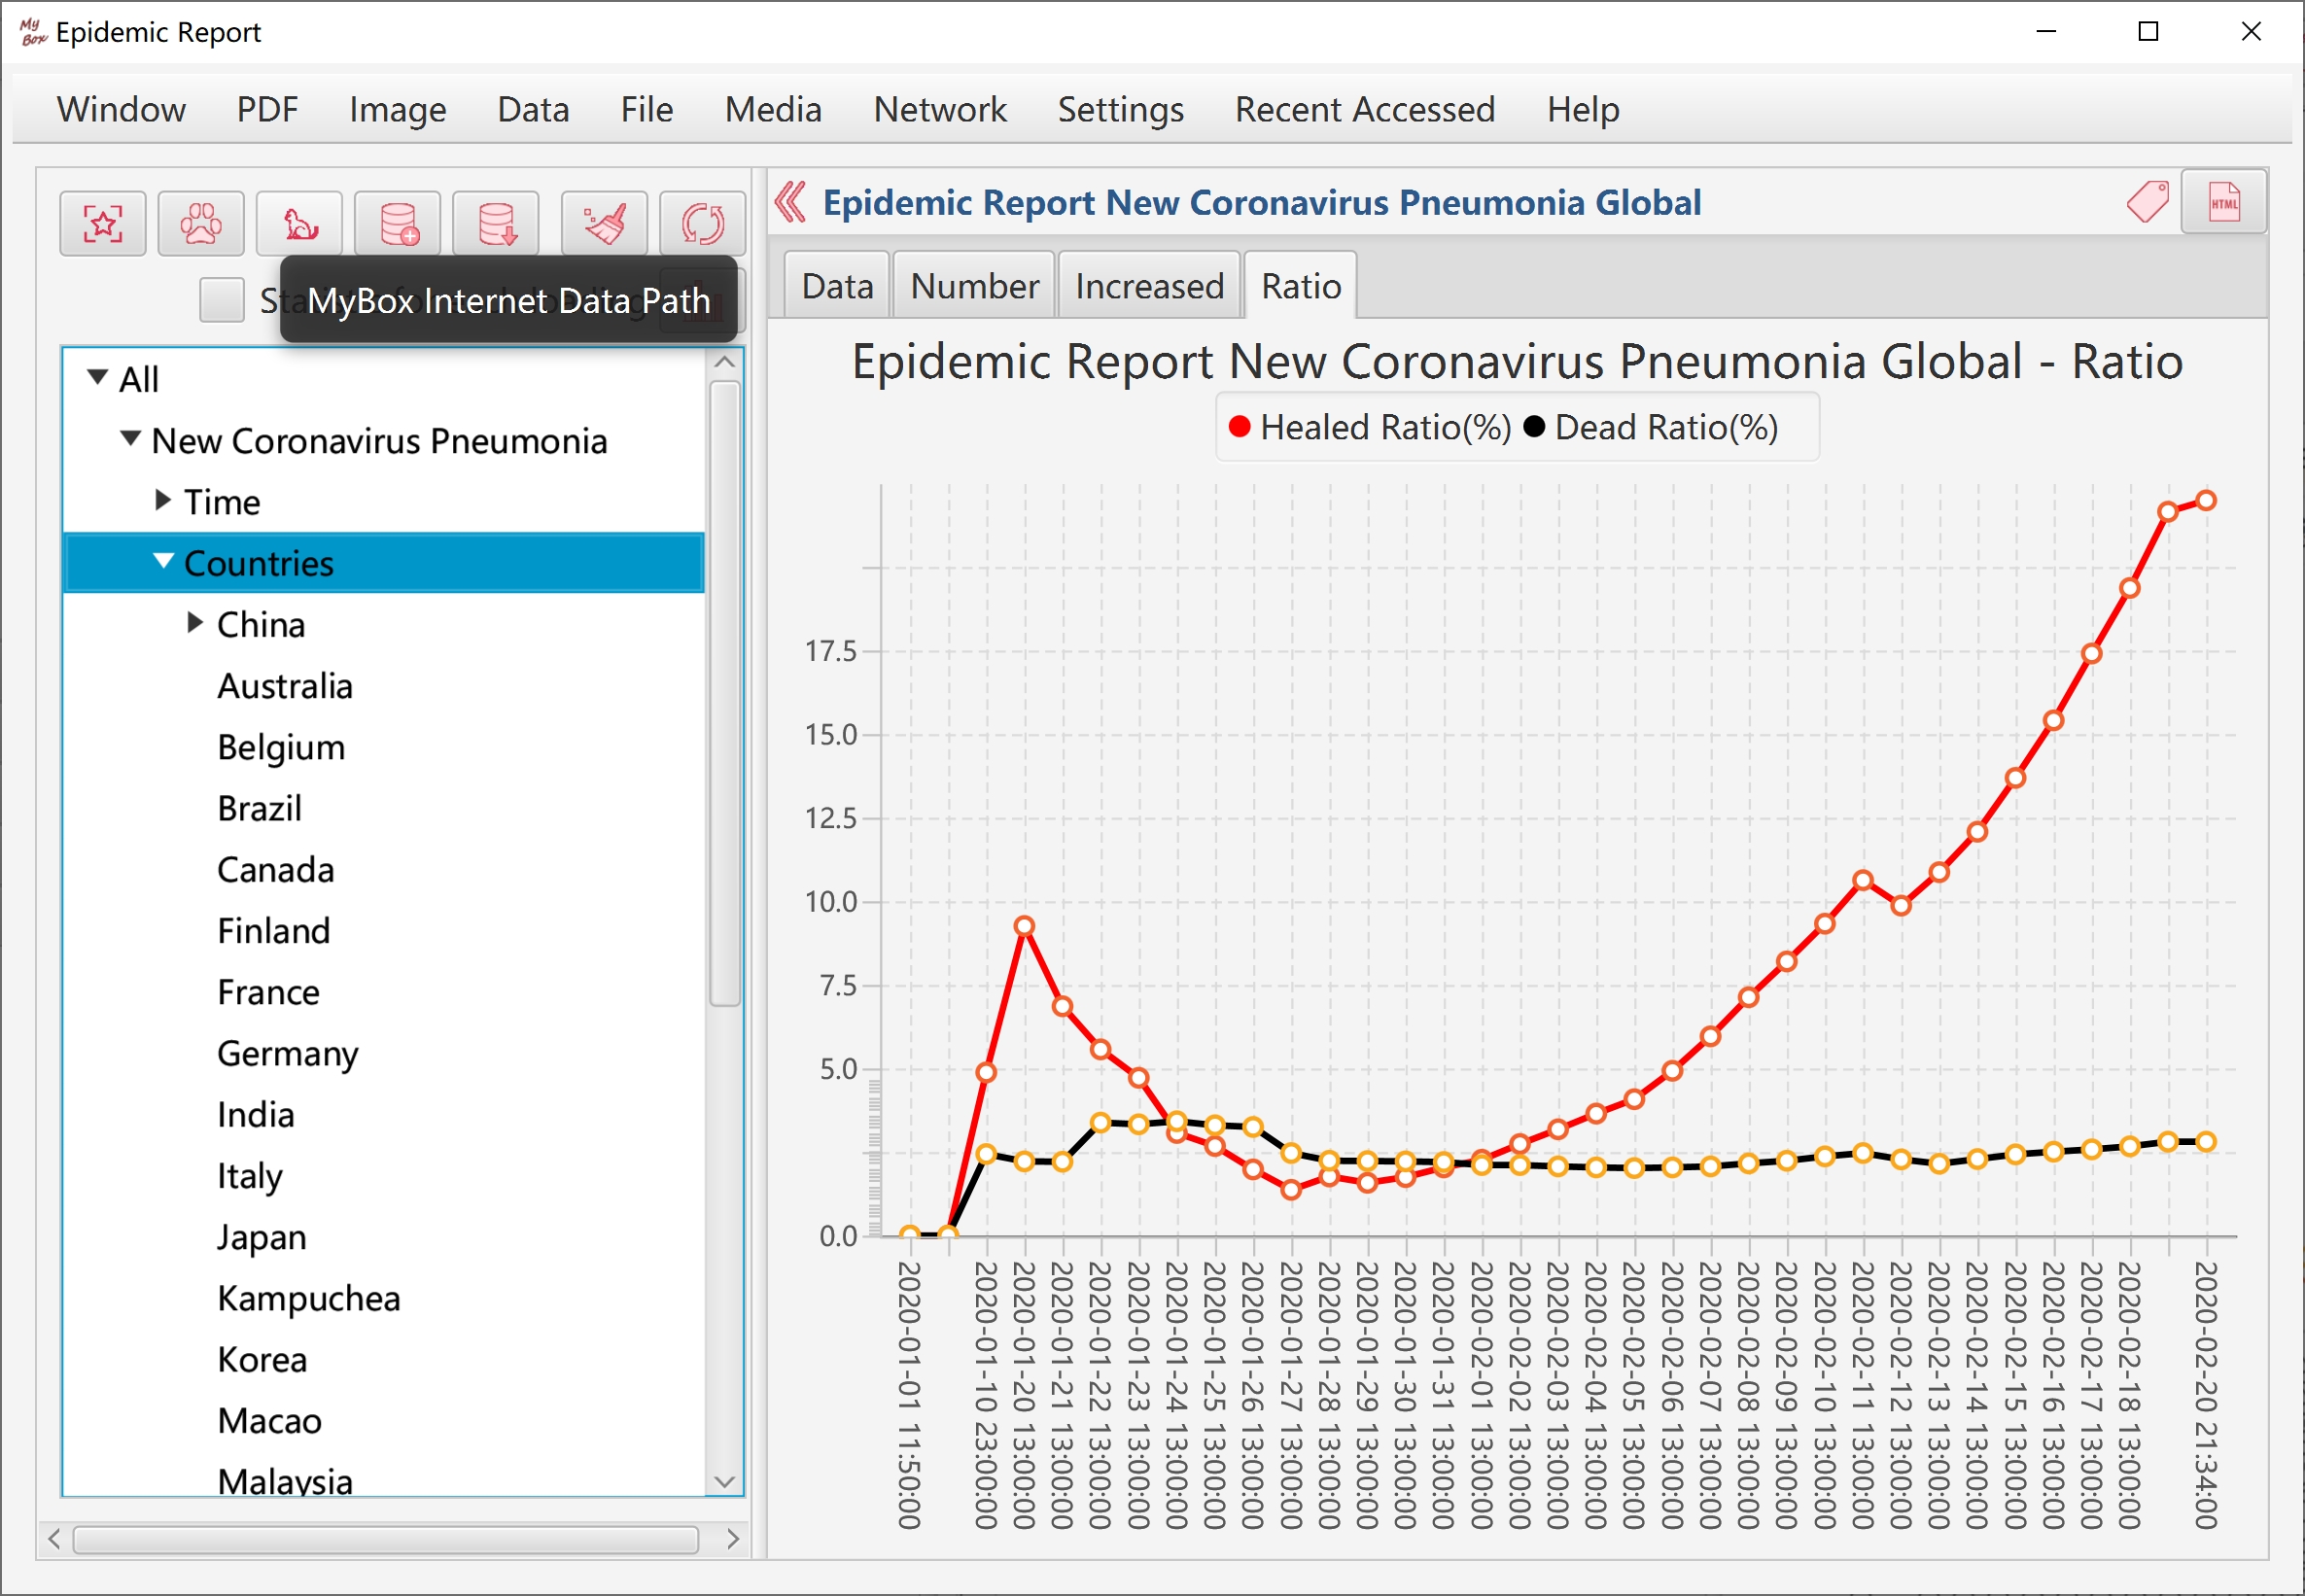 My Box Epidemic Report
Window PDF Image Data File Media Network Settings Recent Accessed Help
MyBox Internet Data Path
All
New Coronavirus Pneumonia
Time
Countries
China
Australia
Belgium
Brazil
Canada
Finland
France
Germany
India
Italy
Japan
Kampuchea
Korea
Macao
Malaysia
Epidemic Report New Coronavirus Pneumonia Global
HTML
Data Number Increased Ratio
Epidemic Report New Coronavirus Pneumonia Global - Ratio
Healed Ratio(%) Dead Ratio(%)
17.5
15.0
12.5
10.0
7.5
5.0
0.0
2020-01-01 11:50:00
2020-01-10 23:00:00
2020-01-20 13:00:00
2020-01-21 13:00:00
2020-01-22 13:00:00
2020-01-23 13:00:00
2020-01-24 13:00:00
2020-01-25 13:00:00
2020-01-26 13:00:00
2020-01-27 13:00:00
2020-01-28 13:00:00
2020-01-29 13:00:00
2020-01-30 13:00:00
2020-01-31 13:00:00
2020-02-01 13:00:00
2020-02-02 13:00:00
2020-02-03 13:00:00
2020-02-04 13:00:00
2020-02-05 13:00:00
2020-02-06 13:00:00
2020-02-07 13:00:00
2020-02-08 13:00:00
2020-02-09 13:00:00
2020-02-10 13:00:00
2020-02-11 13:00:00
2020-02-12 13:00:00
2020-02-13 13:00:00
2020-02-14 13:00:00
2020-02-15 13:00:00
2020-02-16 13:00:00
2020-02-17 13:00:00
2020-02-18 13:00:00
2020-02-20 21:34:00